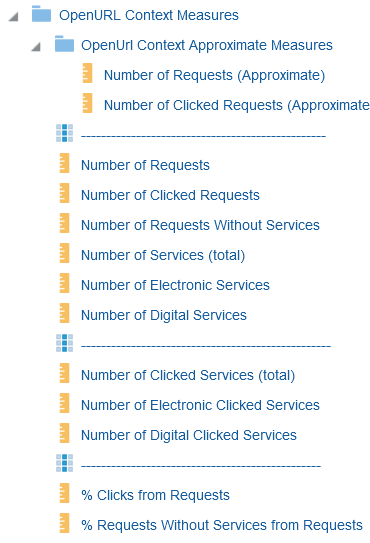 OpenURL Context Measures
OpenUrl Context Approximate Measures
Number of Requests (Approximate)
Number of Clicked Requests (Approximate
-------------------------------------------------
Number of Requests
Number of Clicked Requests
Number of Requests Without Services
Number of Services (total)
Number of Electronic Services
Number of Digital Services
--------------------------------------------------
Number of Clicked Services (total)
Number of Electronic Clicked Services
Number of Digital Clicked Services
------------------------------------------------
% Clicks from Requests
% Requests Without Services from Requests